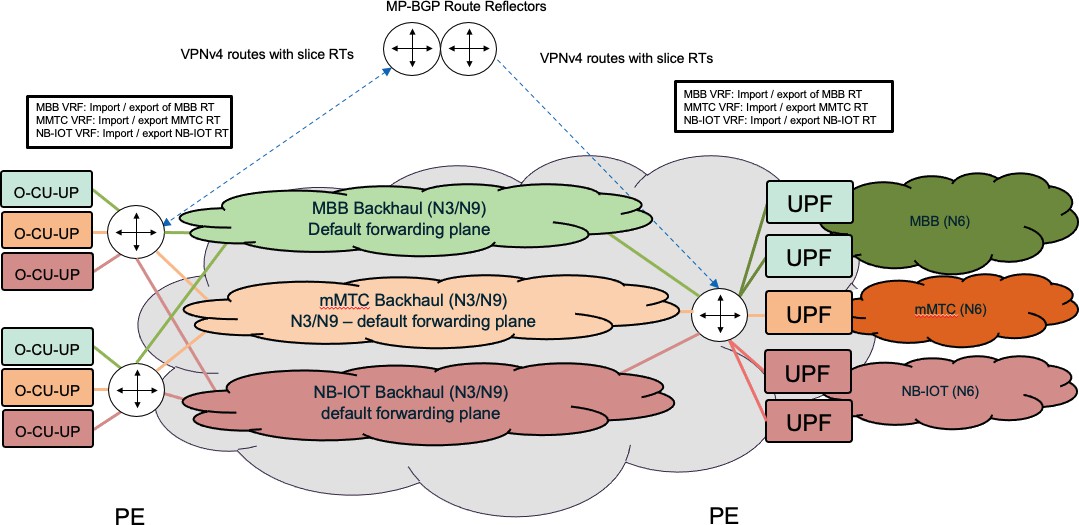 MP-BGP Route Reflectors
VPNv4 routes with slice RTs
VPNv4 routes with slice RTs
MBB VRF: Import / export of MBB RT
MMTC VRF: Import / export MMTC RT
NB-IOT VRF: Import / export NB-IOT RT
MBB VRF: Import / export of MBB RT
MMTC VRF: Import / export MMTC RT
NB-IOT VRF: Import / export NB-IOT RT
O-CU-UP
O-CU-UP
O-CU-UP
O-CU-UP
O-CU-UP
O-CU-UP
MBB Backhaul (N3/N9)
Default forwarding plane
mMTC Backhaul (N3/N9)
N3/N9 – default forwarding plane
NB-IOT Backhaul (N3/N9)
default forwarding plane
UPF
UPF
UPF
UPF
UPF
MBB (N6)
mMTC (N6)
NB-IOT (N6)
PE
PE